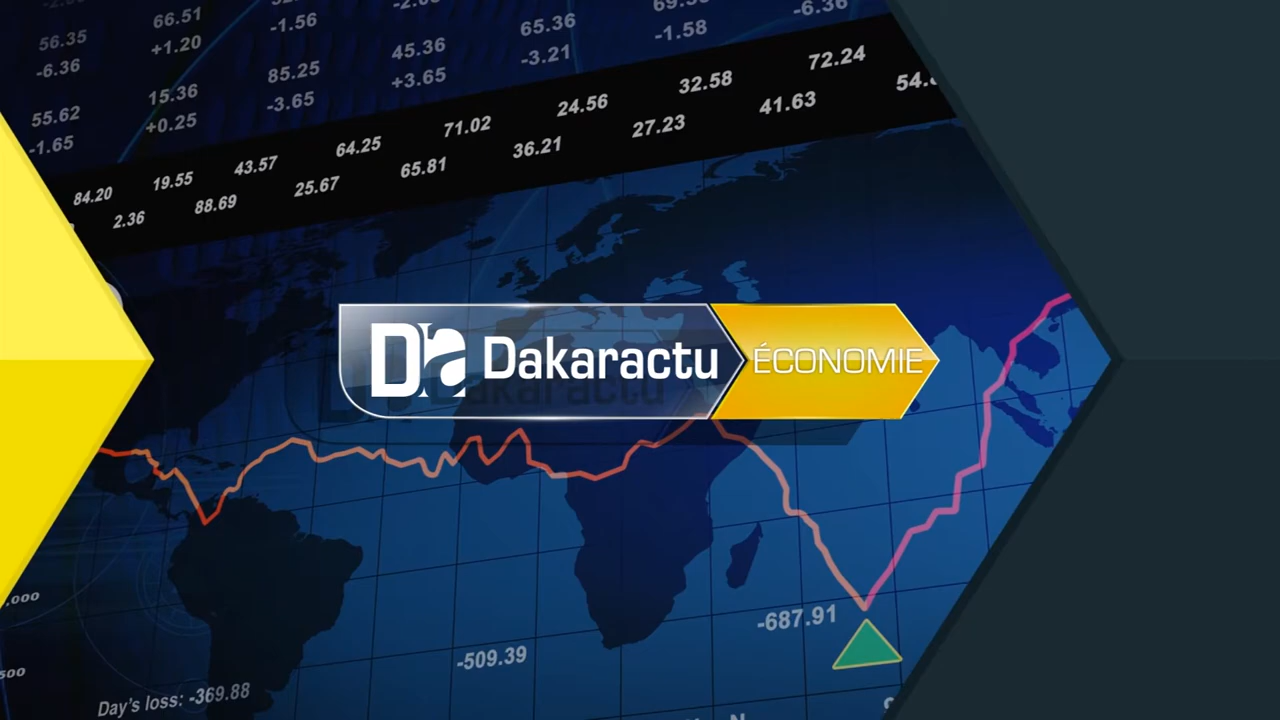 56.35 66.51 -1.56 65.36 -6.36
-6.36 +1.20 45.36 -3.21 -1.58
55.62 15.36 85.25 +3.65
-1.65 +0.25 -3.65
84.20 19.55 43.57 64.25 71.02 24.56 32.58 72.24
2.36 88.69 25.67 65.81 36.21 27.23 41.63
Dakaractu ÉCONOMIE
-687.91
-509.39
Day's loss: -369.88